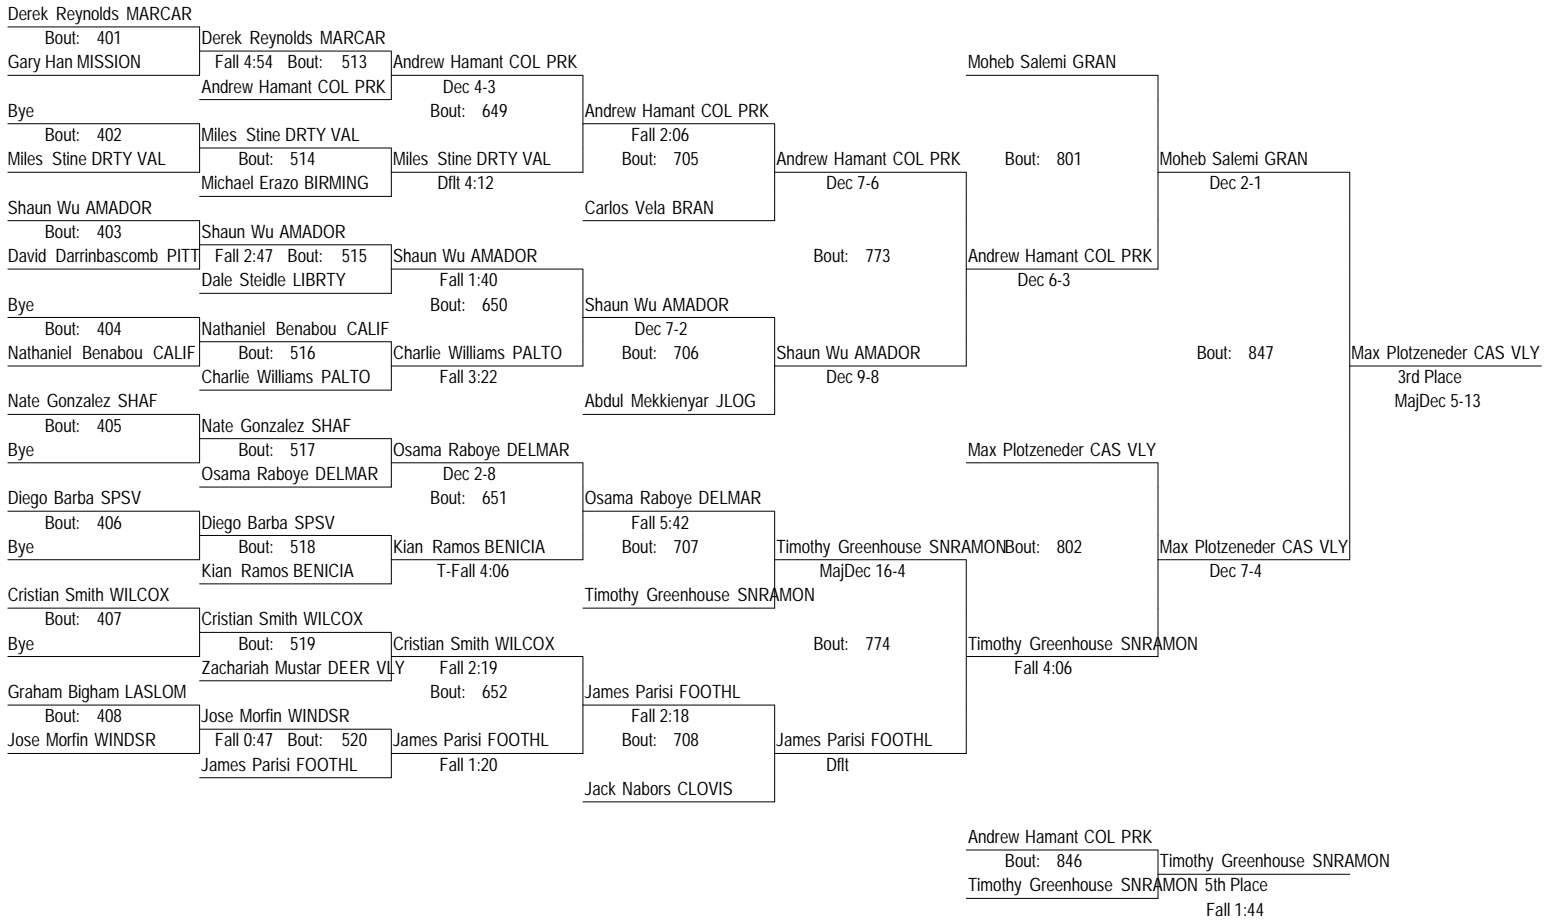 Derek Reynolds MARCAR
Bout: 401
Gary Han MISSION
Bye
Bout: 402
Miles Stine DRTY VAL
Shaun Wu AMADOR
Bout: 403
David Darrinbascomb PITT
Bye
Bout: 404
Nathaniel Benabou CALIF
Nate Gonzalez SHAF
Bout: 405
Bye
Diego Barba SPSV
Bout: 406
Bye
Cristian Smith WILCOX
Bout: 407
Bye
Graham Bigham LASLOM
Bout: 408
Jose Morfin WINDSR
Derek Reynolds MARCAR
Fall 4:54 Bout: 513
Andrew Hamant COL PRK
Miles Stine DRTY VAL
Bout: 514
Michael Erazo BIRMING
Shaun Wu AMADOR
Fall 2:47 Bout: 515
Dale Steidle LIBRTY
Nathaniel Benabou CALIF
Bout: 516
Charlie Williams PALTO
Nate Gonzalez SHAF
Bout: 517
Osama Raboye DELMAR
Diego Barba SPSV
Bout: 518
Kian Ramos BENICIA
Cristian Smith WILCOX
Bout: 519
Zachariah Mustar DEER VLY
Jose Morfin WINDSR
Fall 0:47 Bout: 520
James Parisi FOOTHL
Andrew Hamant COL PRK
Dec 4-3
Bout: 649
Miles Stine DRTY VAL
Dflt 4:12
Shaun Wu AMADOR
Fall 1:40
Bout: 650
Charlie Williams PALTO
Fall 3:22
Osama Raboye DELMAR
Dec 2-8
Bout: 651
Kian Ramos BENICIA
T-Fall 4:06
Cristian Smith WILCOX
Fall 2:19
Bout: 652
James Parisi FOOTHL
Fall 1:20
Andrew Hamant COL PRK
Fall 2:06
Bout: 705
Carlos Vela BRAN
Shaun Wu AMADOR
Dec 7-2
Bout: 706
Abdul Mekkienyar JLOG
Osama Raboye DELMAR
Fall 5:42
Bout: 707
Timothy Greenhouse SNRAMON
James Parisi FOOTHL
Fall 2:18
Bout: 708
Jack Nabors CLOVIS
Andrew Hamant COL PRK
Dec 7-6
Bout: 773
Shaun Wu AMADOR
Dec 9-8
Timothy Greenhouse SNRAMON
MajDec 16-4
Bout: 774
James Parisi FOOTHL
Dflt
Moheb Salemi GRAN
Bout: 801
Andrew Hamant COL PRK
Dec 6-3
Max Plotzeneder CAS VLY
Bout: 802
Timothy Greenhouse SNRAMON
Fall 4:06
Moheb Salemi GRAN
Dec 2-1
Bout: 847
Max Plotzeneder CAS VLY
Dec 7-4
Max Plotzeneder CAS VLY
3rd Place
MajDec 5-13
Andrew Hamant COL PRK
Bout: 846
Timothy Greenhouse SNRAMON
Timothy Greenhouse SNRAMON
5th Place
Fall 1:44